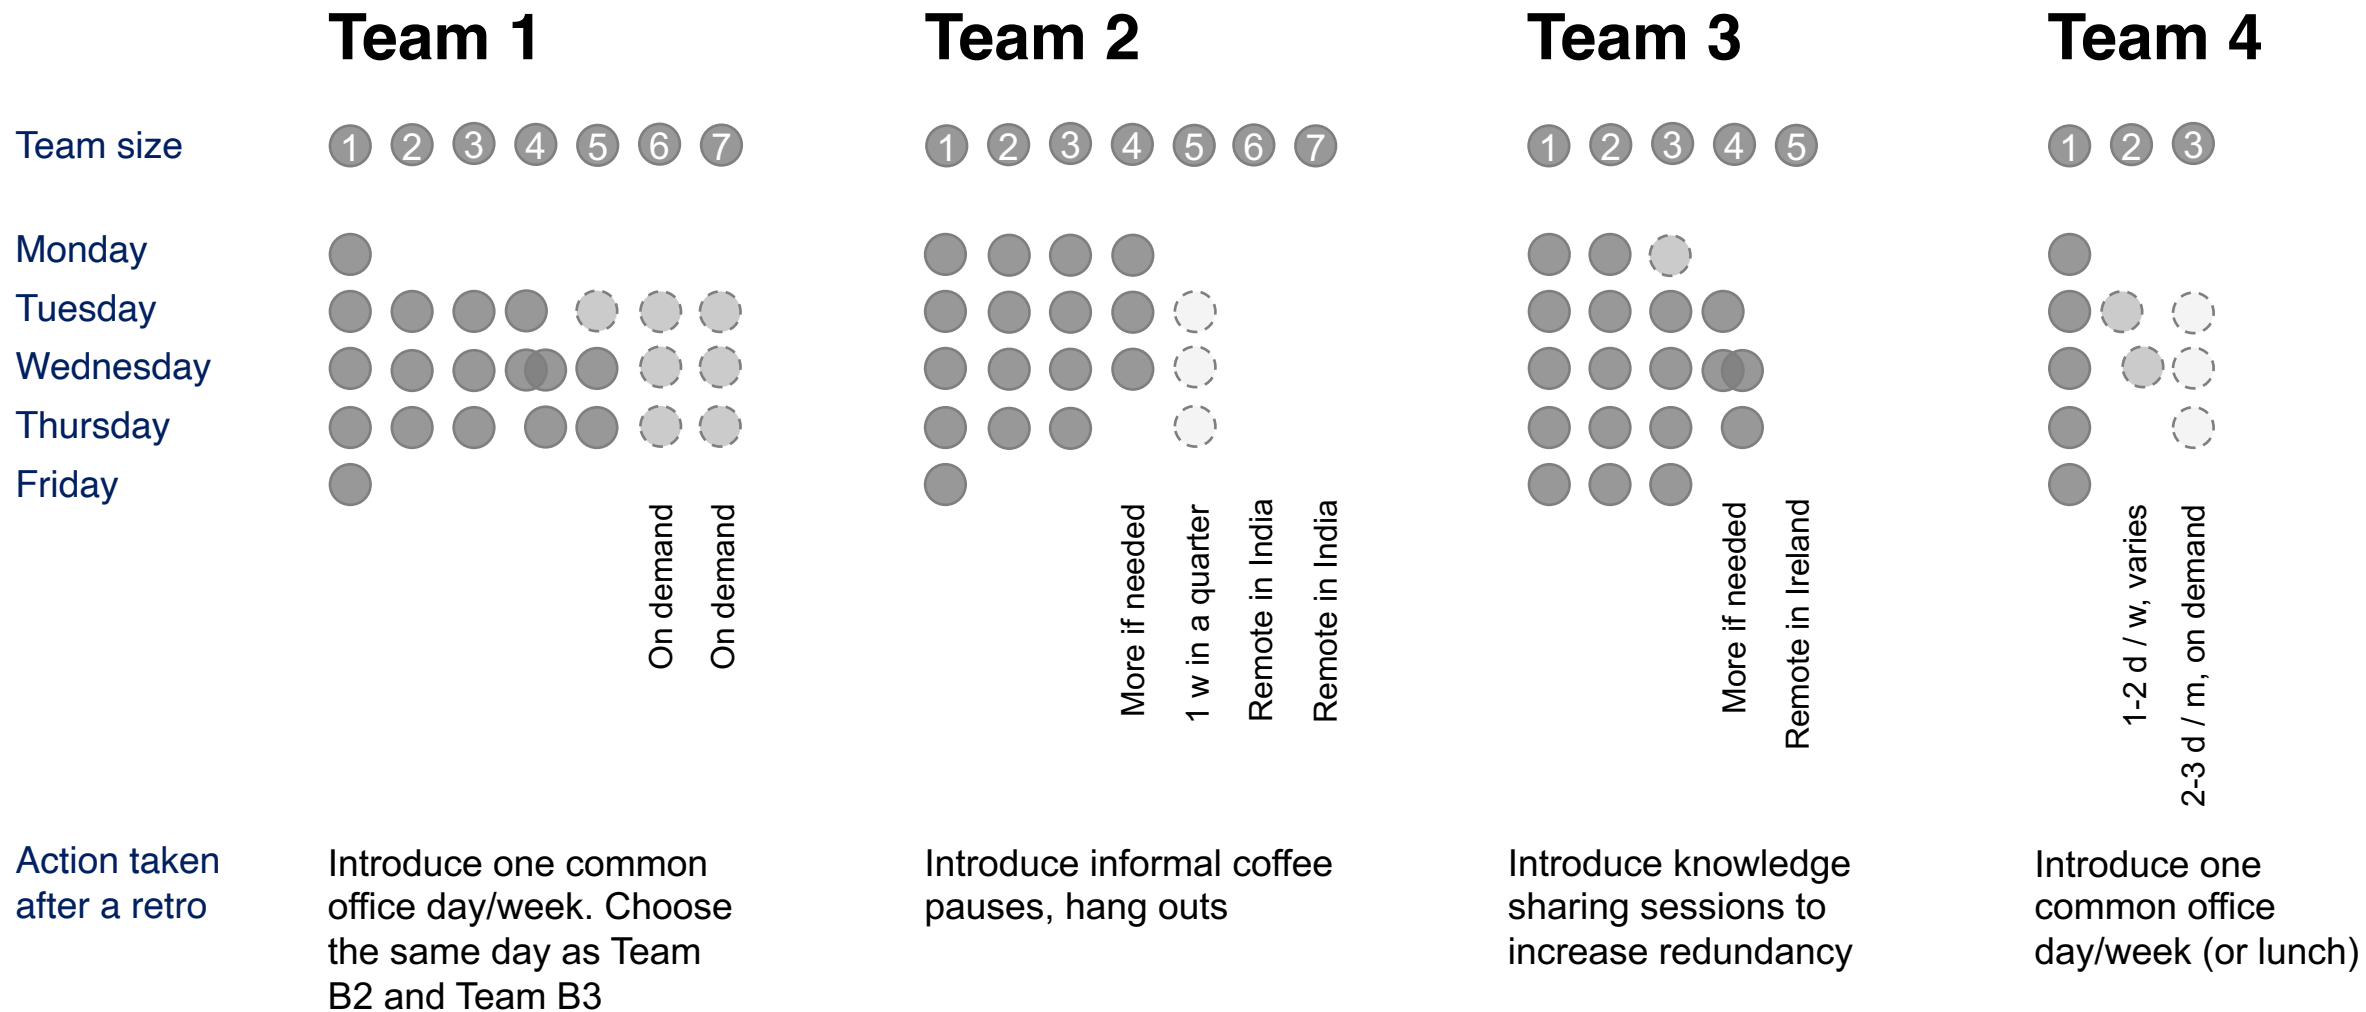 Team 1
Team 2
Team 3
Team 4
Team size
1 2 3 4 5 6 7
1 2 3 4 5 6 7
1 2 3 4 5
1 2 3
Monday
Tuesday
Wednesday
Thursday
Friday
On demand
On demand
More if needed
1 w in a quarter
Remote in India
Remote in India
More if needed
Remote in Ireland
1-2 d / w, varies
2-3 d / m, on demand
Action taken
after a retro
Introduce one common
office day/week. Choose
the same day as Team
B2 and Team B3
Introduce informal coffee
pauses, hang outs
Introduce knowledge
sharing sessions to
increase redundancy
Introduce one
common office
day/week (or lunch)